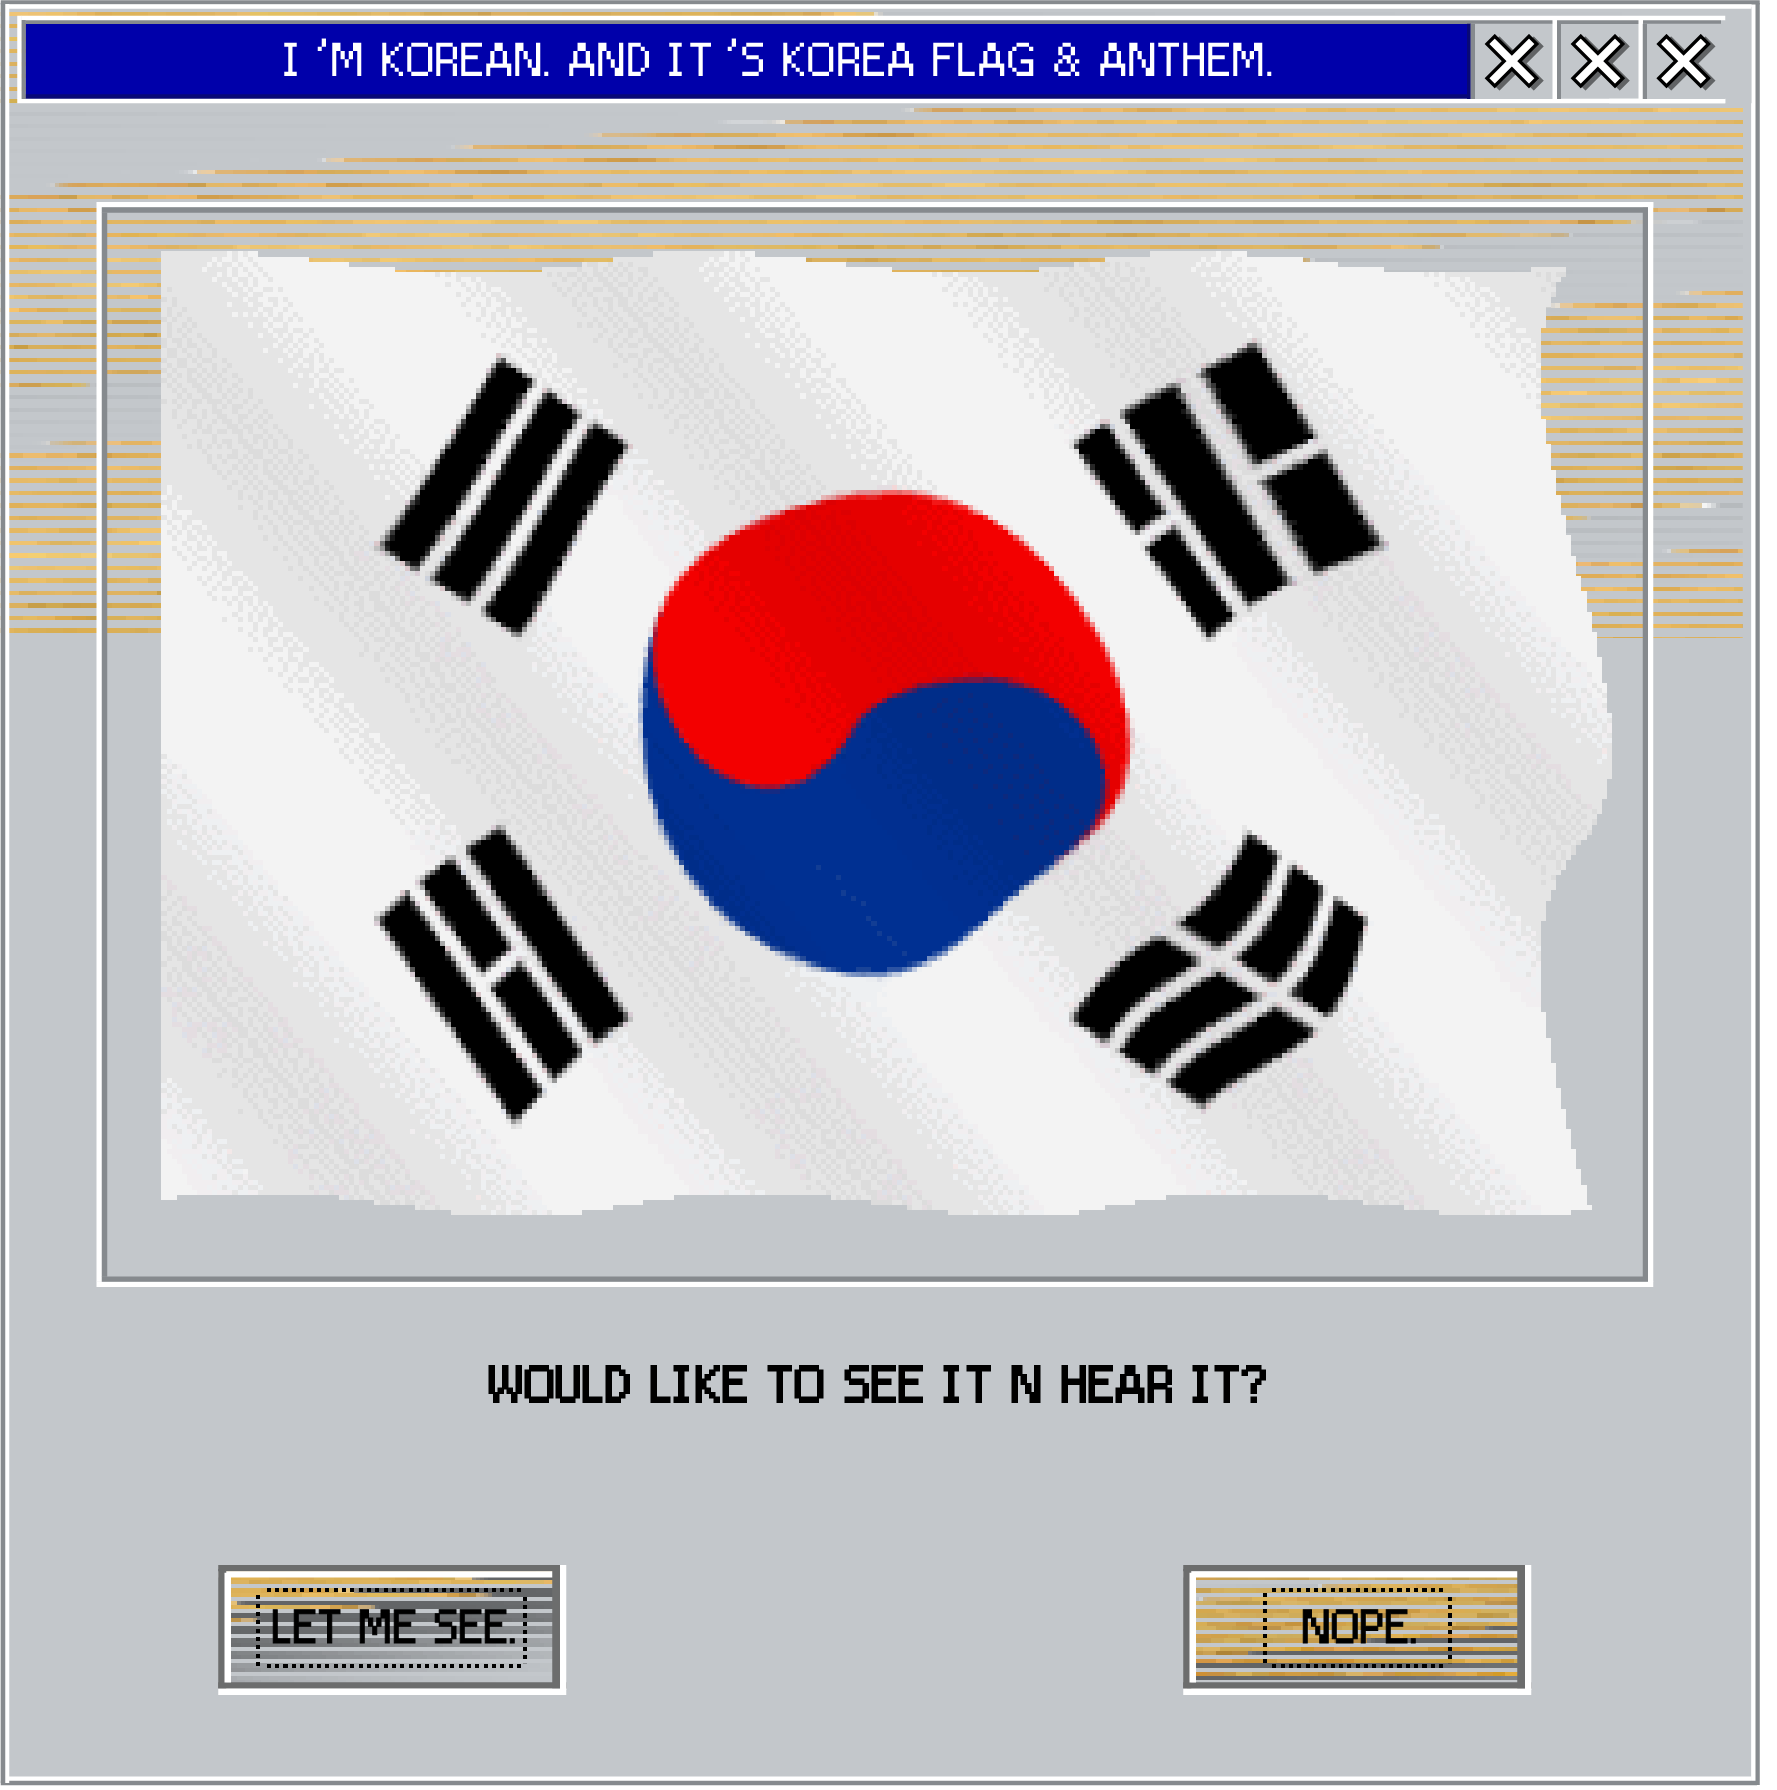 I 'M KOREAN. AND IT 'S KOREA FLAG & ANTHEM.
WOULD LIKE TO SEE IT N HEAR IT?
LET ME SEE.
NOPE.